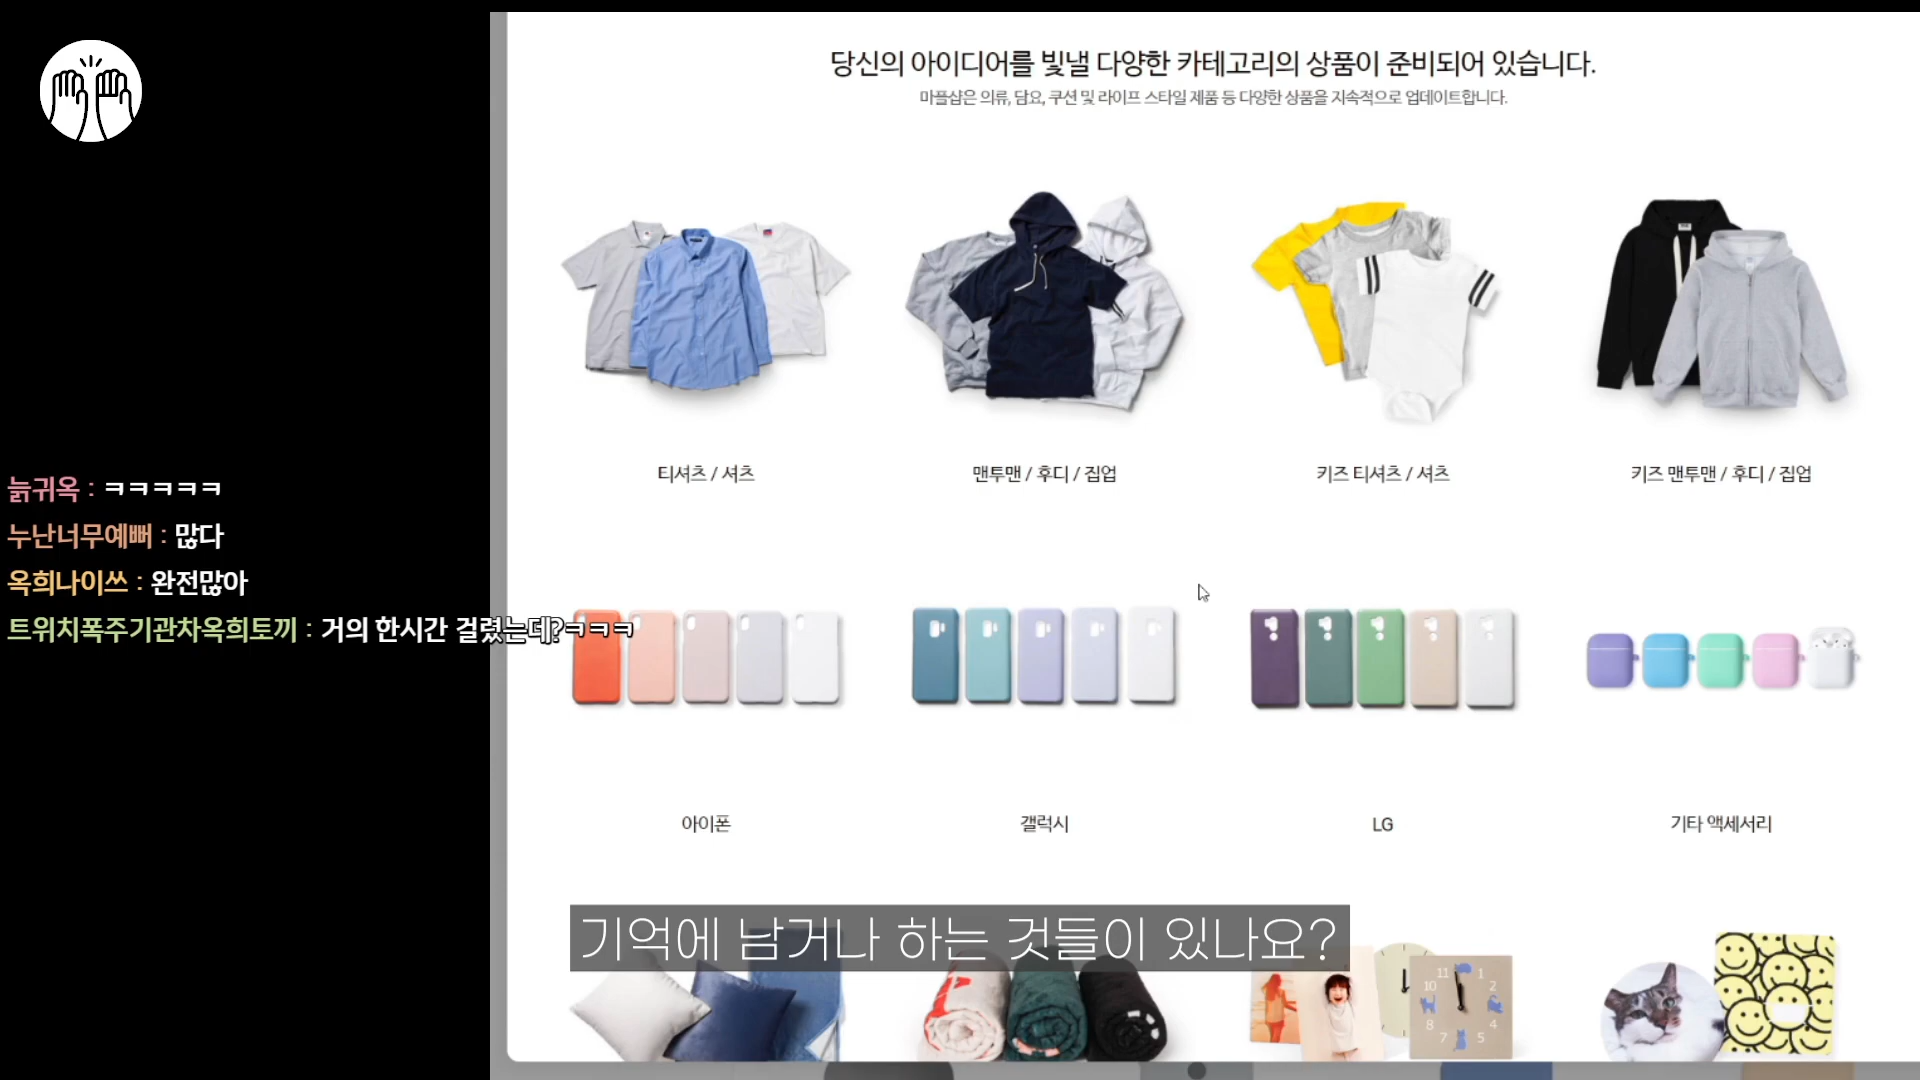 당신의 아이디어를 빛낼 다양한 카테고리의 상품이 준비되어 있습니다.
마플샵은 의류, 담요, 쿠션 및 라이프 스타일 제품 등 다양한 상품을 지속적으로 업데이트합니다.
티셔츠 / 셔츠
맨투맨 / 후디 / 집업
키즈 티셔츠 / 셔츠
키즈 맨투맨 / 후디 / 집업
늙귀옥 : ㅋㅋㅋㅋㅋ
누난너무예뻐 : 많다
옥희나이쓰 : 완전많아
트위치폭주기관차옥희토끼 : 거의 한시간 걸렸는데?ㅋㅋㅋ
아이폰
갤럭시
LG
기타 액세서리
기억에 남거나 하는 것들이 있나요?
11 1
10 2
8 4
7 5